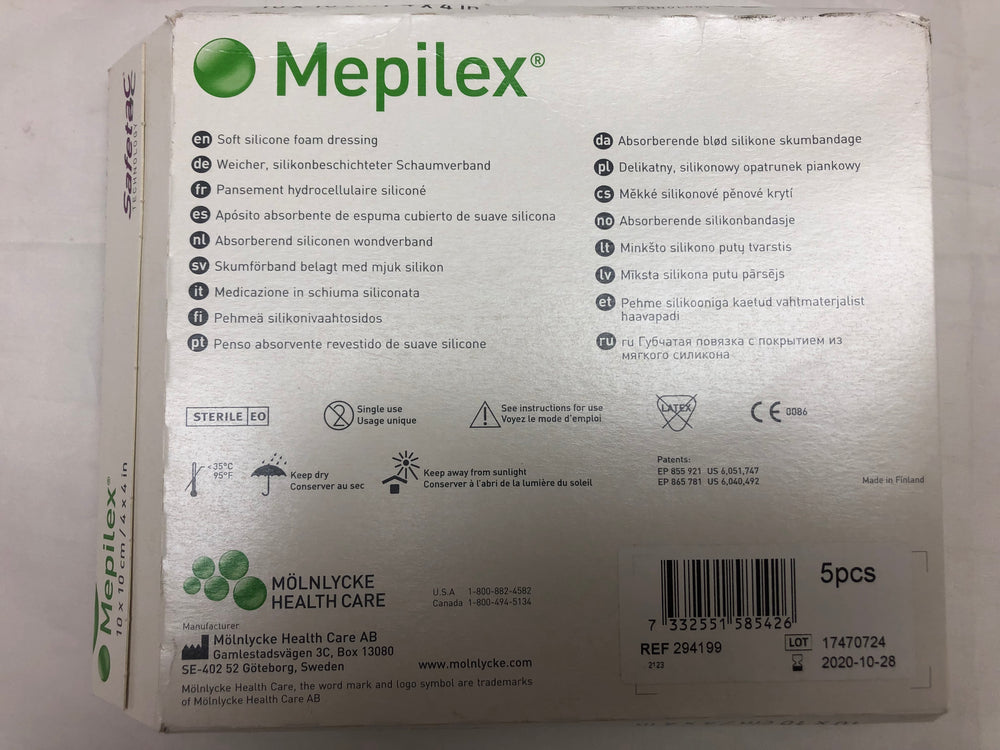 Mepilex®
en Soft silicone foam dressing
de Weicher, silikonbeschichteter Schaumverband
fr Pansement hydrocellulaire siliconé
es Apósito absorbente de espuma cubierto de suave silicona
nl Absorberend siliconen wondverband
sv Skumförband belagt med mjuk silikon
it Medicazione in schiuma siliconata
fi Pehmeä silikonivaahtosidos
pt Penso absorvente revestido de suave silicone
da Absorberende blød silikone skumbandage
pl Delikatny, silikonowy opatrunek piankowy
cs Měkké silikonové pěnové krytí
no Absorberende silikonbandasje
lt Minkšto silikono putų tvarstis
lv Mīksta silikona putu pārsējs
et Pehme silikooniga kaetud vahtmaterjalist
haavapadi
ru ru Губчатая повязка с покрытием из
мягкого силикона
STERILE EO
2
Single use
Usage unique
See instructions for use
Voyez le mode d'emploi
LATEX
CE 0086
<35°C
95°F
Keep dry
Conserver au sec
Keep away from sunlight
Conserver à l'abri de la lumière du soleil
Patents:
EP 855 921 US 6,051,747
EP 865 781 US 6,040,492
Made in Finland
MÖLNLYCKE
HEALTH CARE
U.S.A 1-800-882-4582
Canada 1-800-494-5134
Manufacturer
Mölnlycke Health Care AB
Gamlestadsvägen 3C, Box 13080
SE-402 52 Göteborg, Sweden
www.molnlycke.com
Mölnlycke Health Care, the word mark and logo symbol are trademarks
of Mölnlycke Health Care AB
5pcs
7 332551 585426
REF 294199
2123
LOT 17470724
2020-10-28
Safetac
TECHNOLOGY
Mepilex®
10 x 10 cm / 4 x 4 in